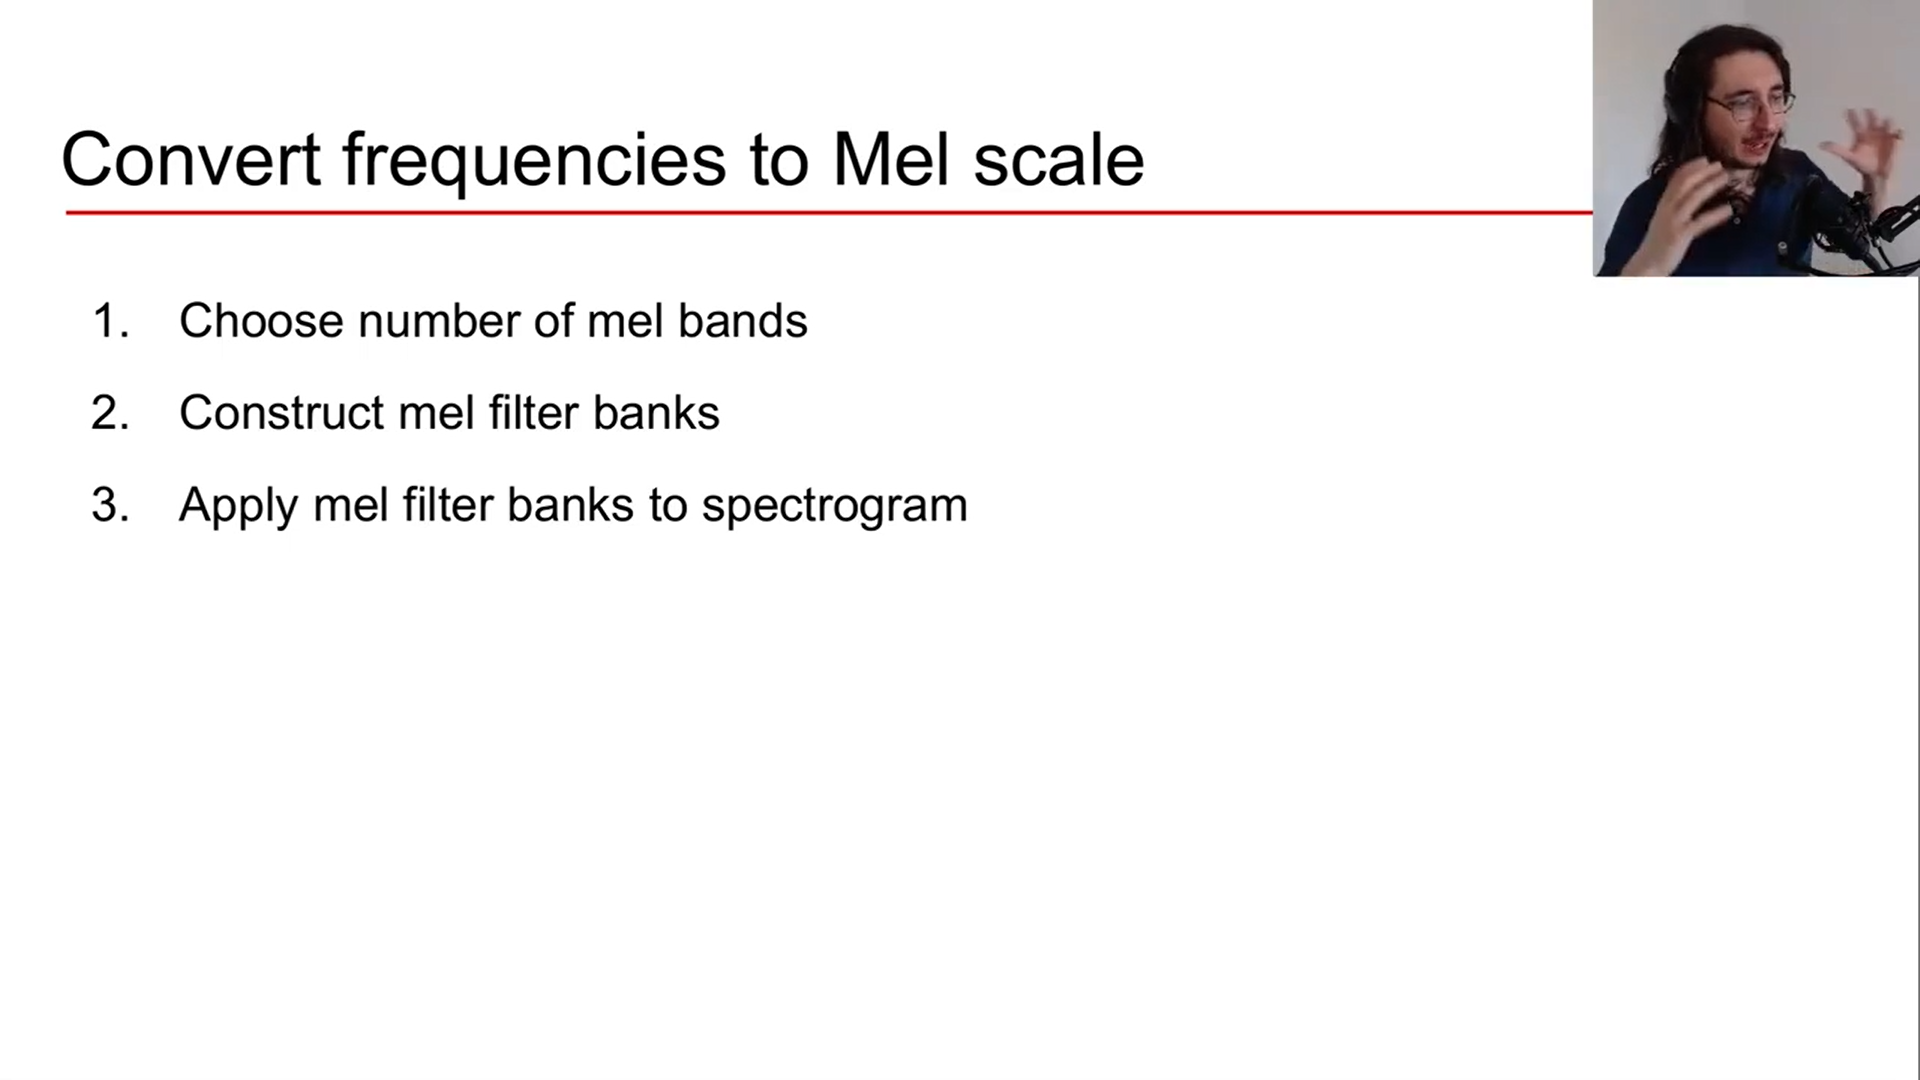 Convert frequencies to Mel scale
1. Choose number of mel bands
2. Construct mel filter banks
3. Apply mel filter banks to spectrogram